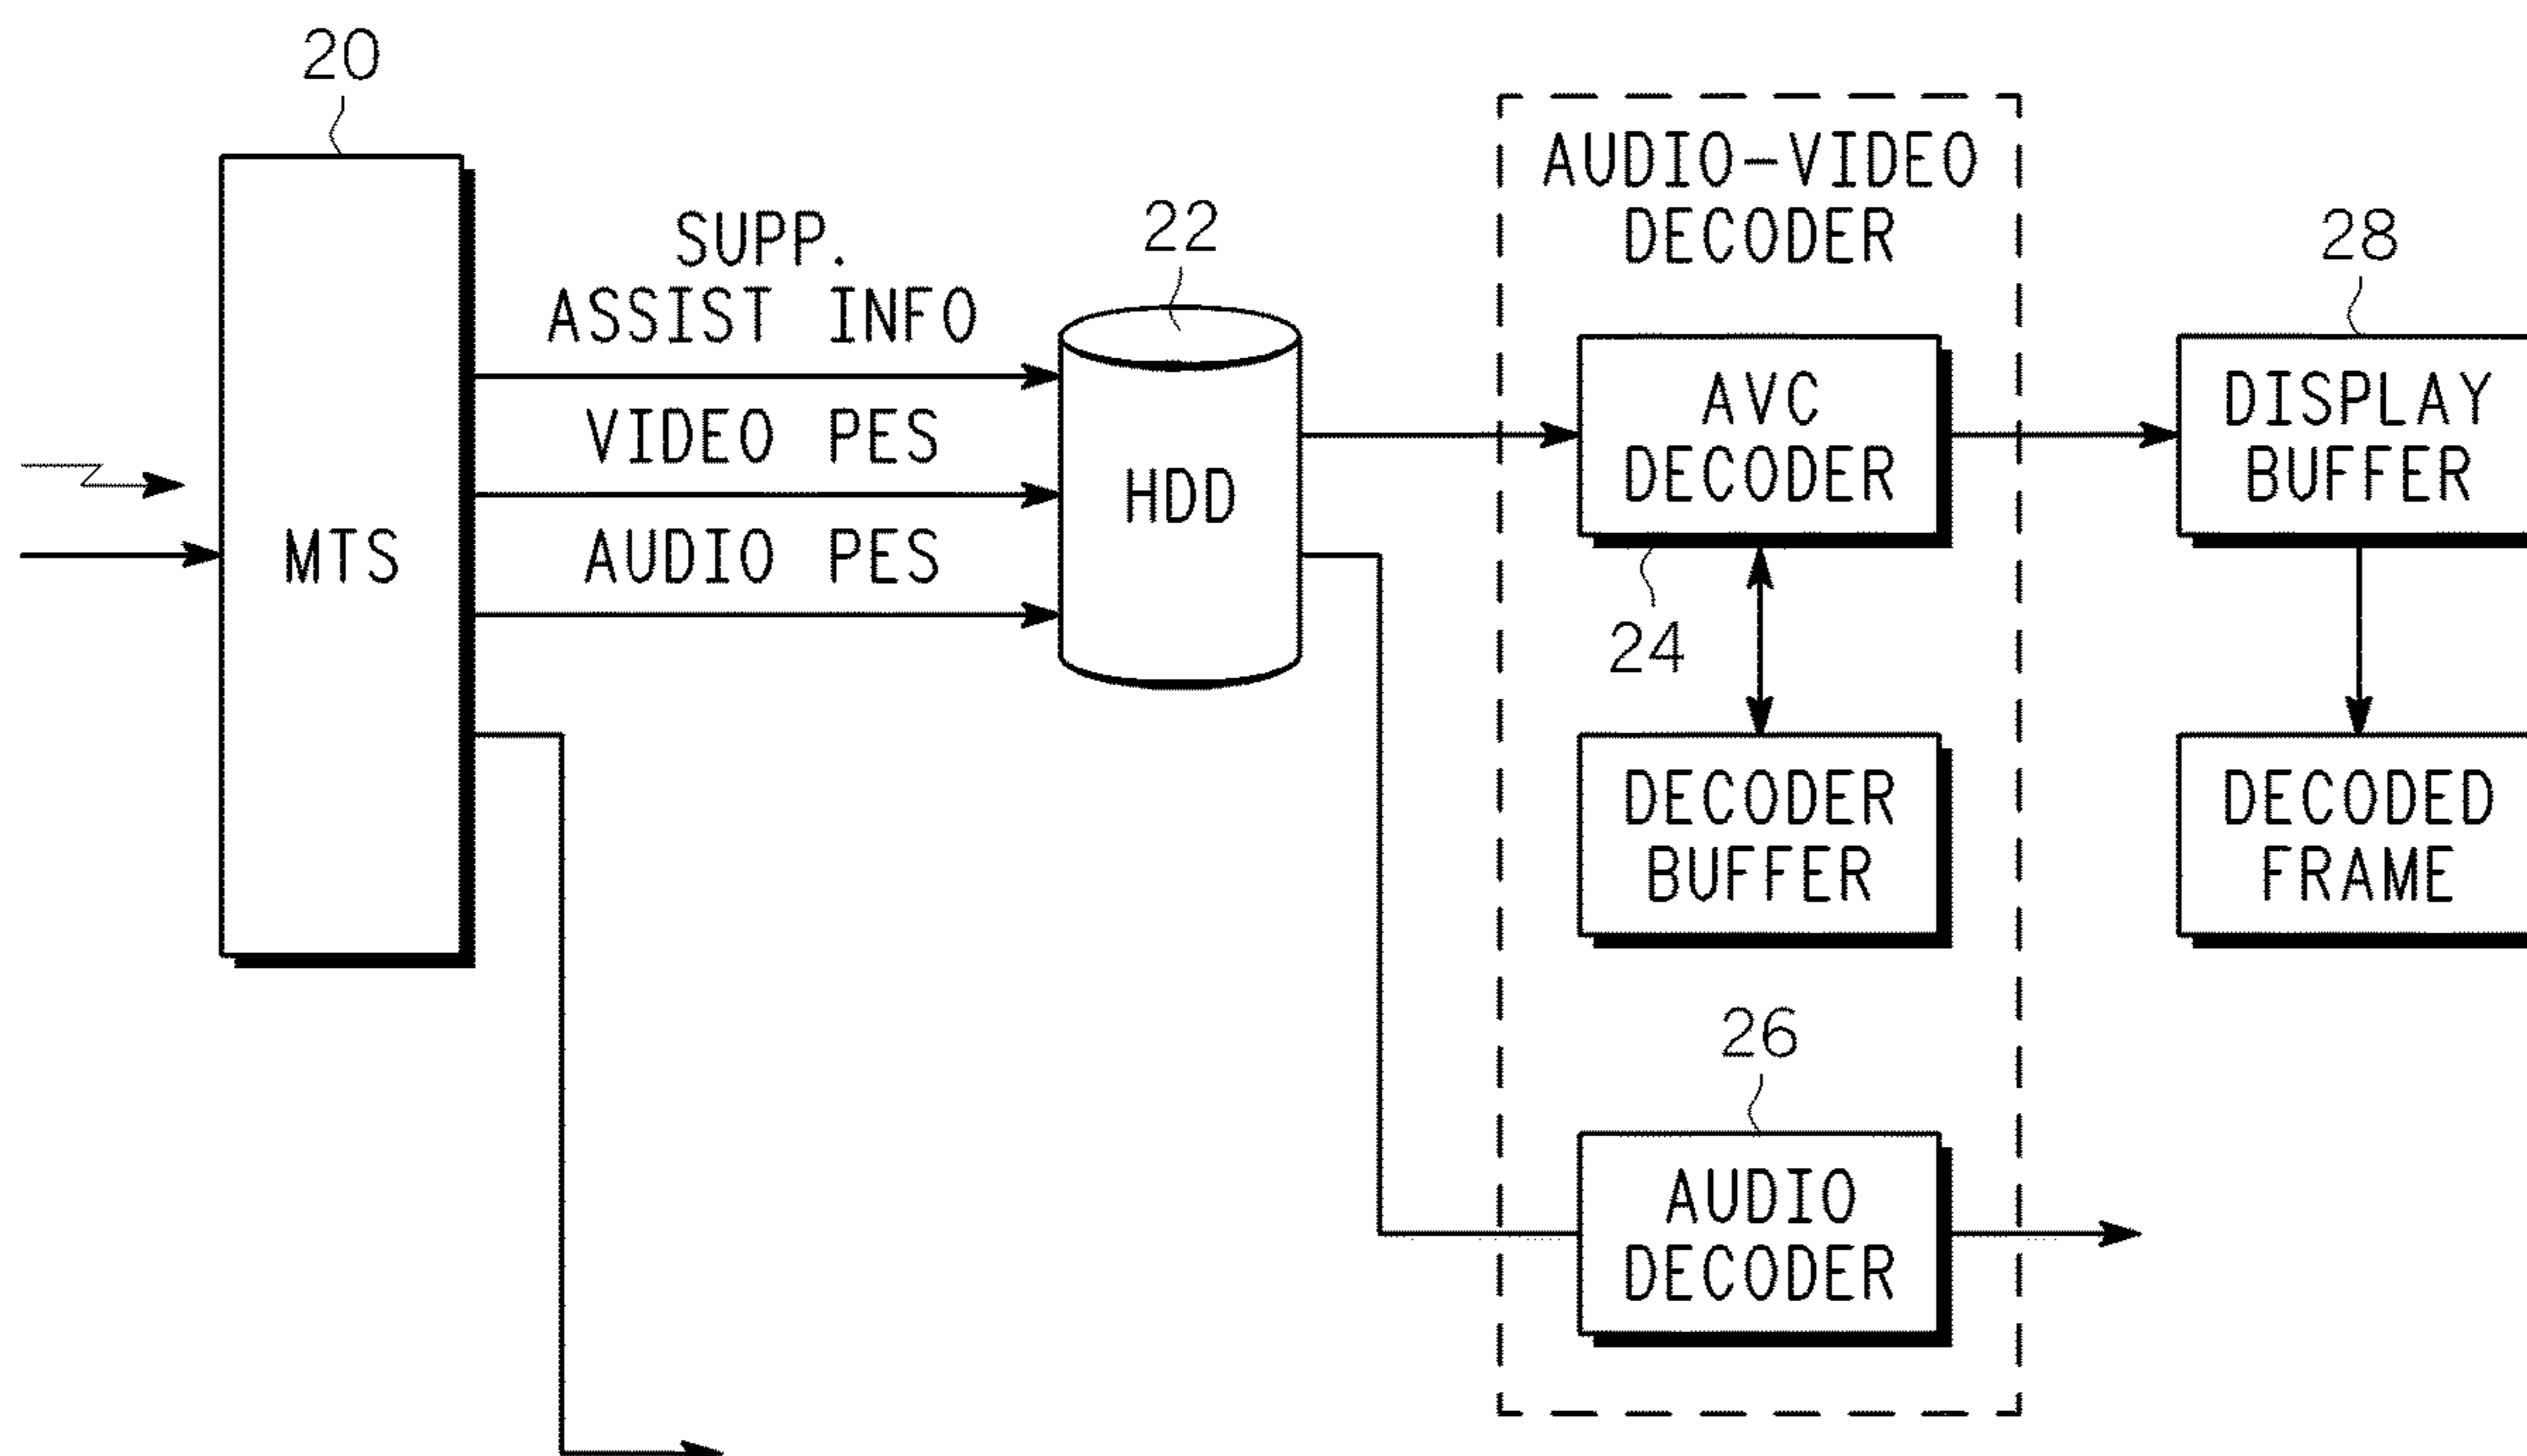 20
MTS
SUPP.
ASSIST INFO
VIDEO PES
AUDIO PES
22
HDD
AUDIO-VIDEO
DECODER
AVC
DECODER
24
DECODER
BUFFER
26
AUDIO
DECODER
28
DISPLAY
BUFFER
DECODED
FRAME